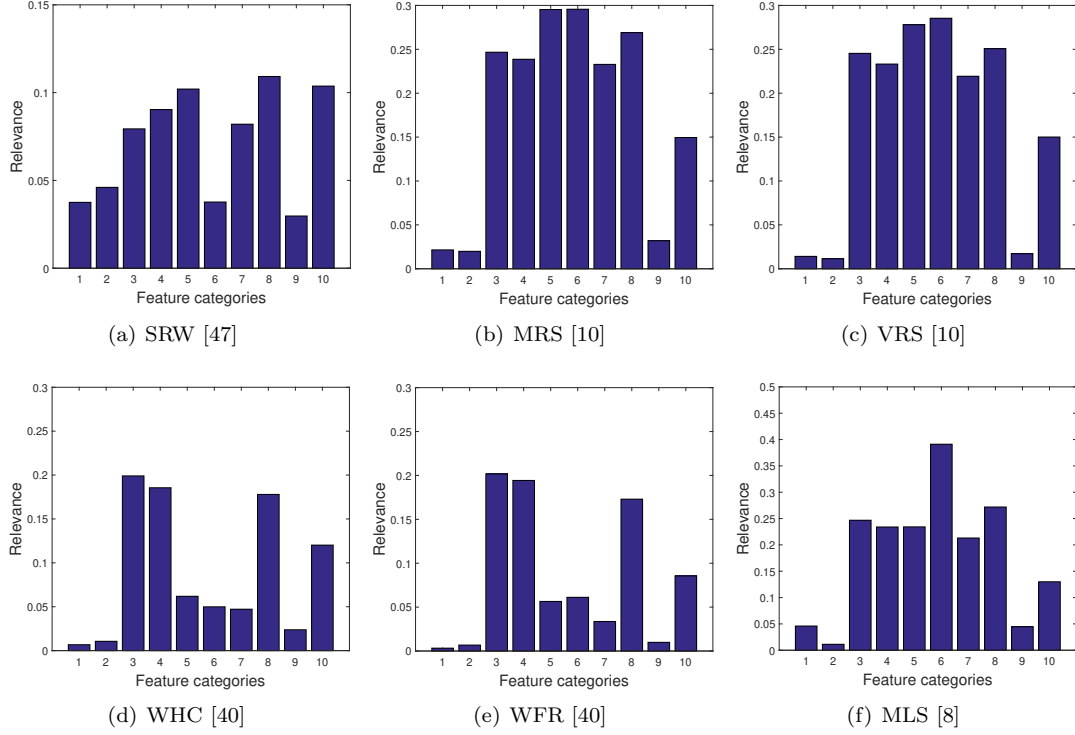 0.15
0.1
0.05
0
Relevance
1 2 3 4 5 6 7 8 9 10
Feature categories
(a) SRW [47]
0.3
0.25
0.2
0.15
0.1
0.05
0
Relevance
1 2 3 4 5 6 7 8 9 10
Feature categories
(b) MRS [10]
0.3
0.25
0.2
0.15
0.1
0.05
0
Relevance
1 2 3 4 5 6 7 8 9 10
Feature categories
(c) VRS [10]
0.3
0.25
0.2
0.15
0.1
0.05
0
Relevance
1 2 3 4 5 6 7 8 9 10
Feature categories
(d) WHC [40]
0.3
0.25
0.2
0.15
0.1
0.05
0
Relevance
1 2 3 4 5 6 7 8 9 10
Feature categories
(e) WFR [40]
0.5
0.45
0.4
0.35
0.3
0.25
0.2
0.15
0.1
0.05
0
Relevance
1 2 3 4 5 6 7 8 9 10
Feature categories
(f) MLS [8]